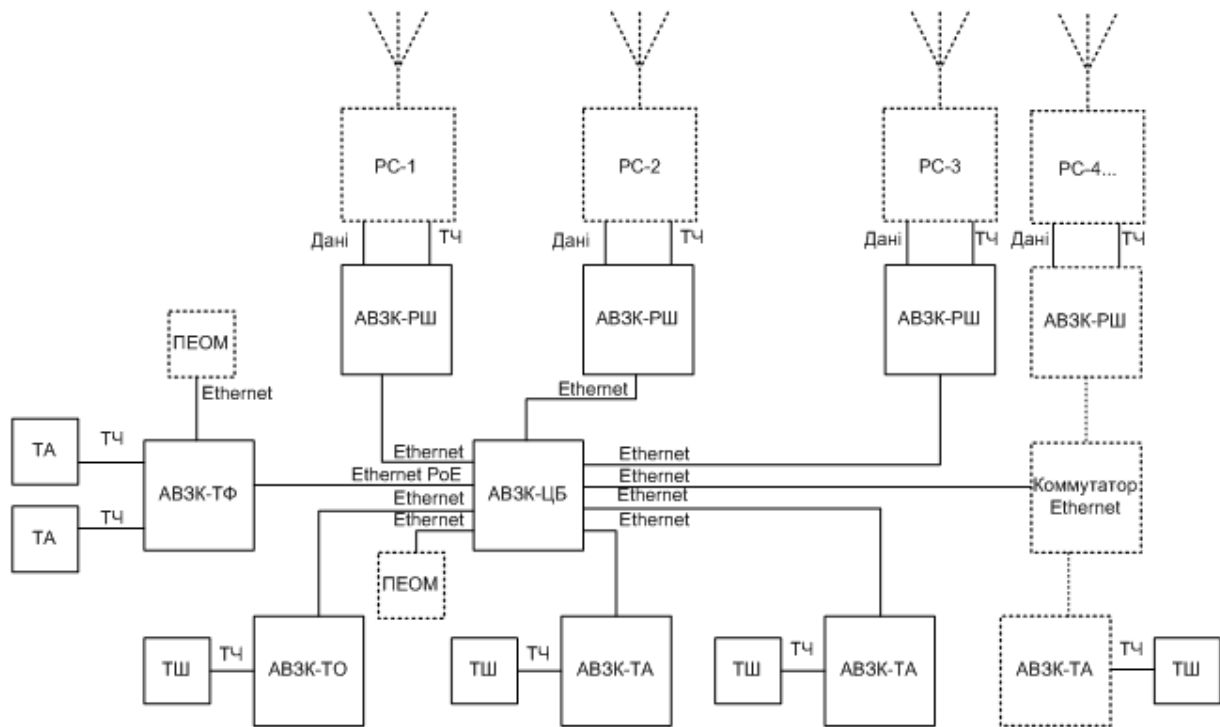 РС-1
РС-2
РС-3
РС-4...
Дані
ТЧ
Дані
ТЧ
Дані
ТЧ
Дані
ТЧ
АВЗК-РШ
АВЗК-РШ
АВЗК-РШ
АВЗК-РШ
ПЕОМ
Ethernet
Ethernet
ТА
ТЧ
АВЗК-ТФ
ТА
ТЧ
Ethernet
Ethernet PoE
Ethernet
Ethernet
АВЗК-ЦБ
Ethernet
Ethernet
Ethernet
Ethernet
Коммутатор
Ethernet
ПЕОМ
ТШ
ТЧ
АВЗК-ТО
ТШ
ТЧ
АВЗК-ТА
ТШ
ТЧ
АВЗК-ТА
АВЗК-ТА
ТЧ
ТШ